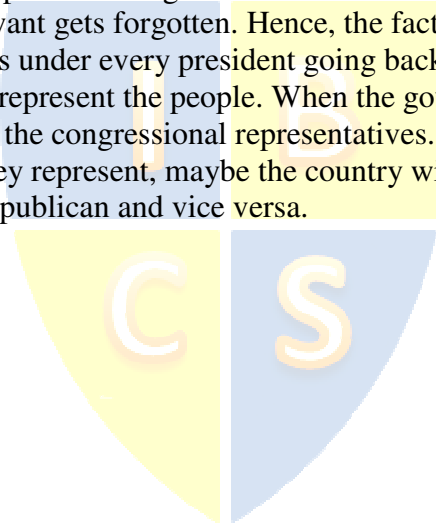 vant gets forgotten. Hence, the fact
s under every president going back
represent the people. When the gov
the congressional representatives.
ey represent, maybe the country wi
publican and vice versa.
I B
C S